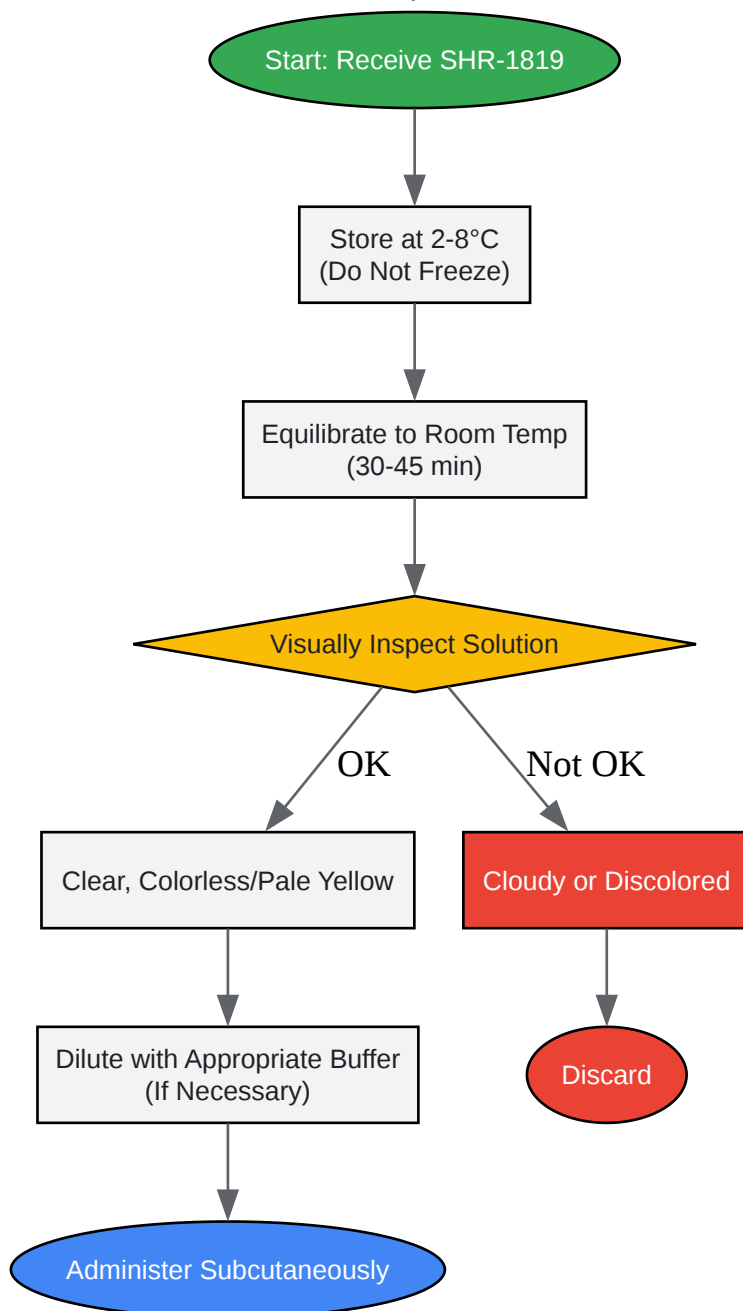 Start: Receive SHR-1819
Store at 2-8°C
(Do Not Freeze)
Equilibrate to Room Temp
(30-45 min)
Visually Inspect Solution
OK
Not OK
Clear, Colorless/Pale Yellow
Cloudy or Discolored
Dilute with Appropriate Buffer
(If Necessary)
Discard
Administer Subcutaneously